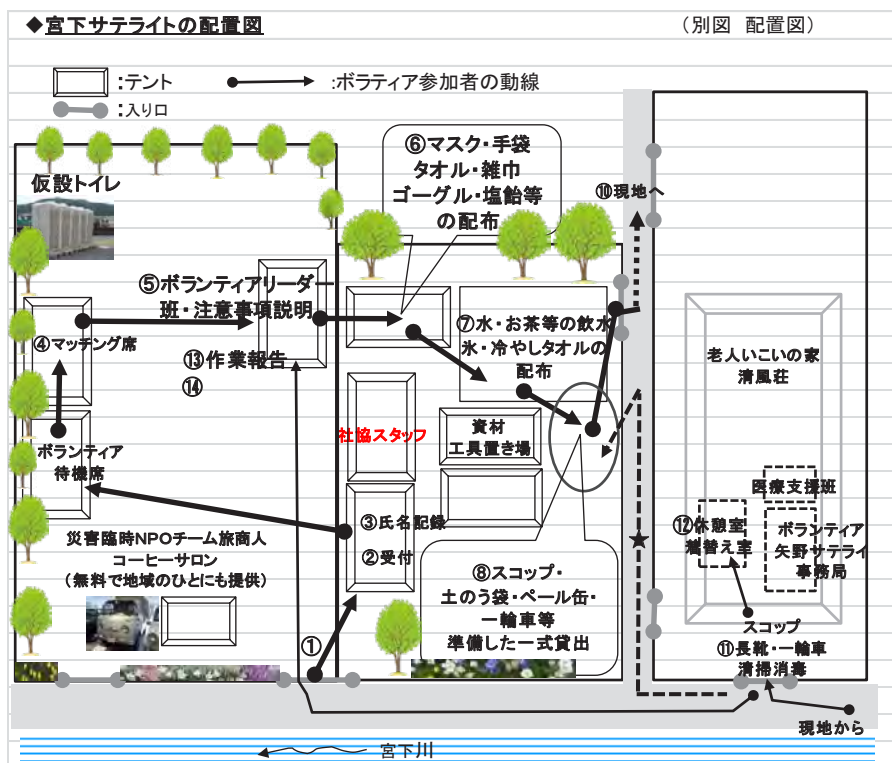 ◆宮下サテライトの配置図
(別図 配置図)
:テント
:ボラティア参加者の動線
:入り口
仮設トイレ
⑥マスク・手袋
タオル・雑巾
ゴーグル・塩飴等
の配布
⑩現地へ
⑤ボランティアリーダー
班・注意事項説明
④マッチング席
⑬作業報告
⑭
⑦水・お茶等の飲水
氷・冷やしタオルの
配布
老人いこいの家
清風荘
社協スタッフ
資材
工具置き場
ボランティア
待機席
医療支援班
③氏名記録
②受付
⑫休憩室
着替え室
ボランティア
矢野サテライ
事務局
災害臨時NPOチーム旅商人
コーヒーサロン
(無料で地域のひとにも提供)
⑧スコップ・
土のう袋・ペール缶・
一輪車等
準備した一式貸出
①
スコップ
⑪長靴・一輪車
清掃消毒
現地から
宮下川